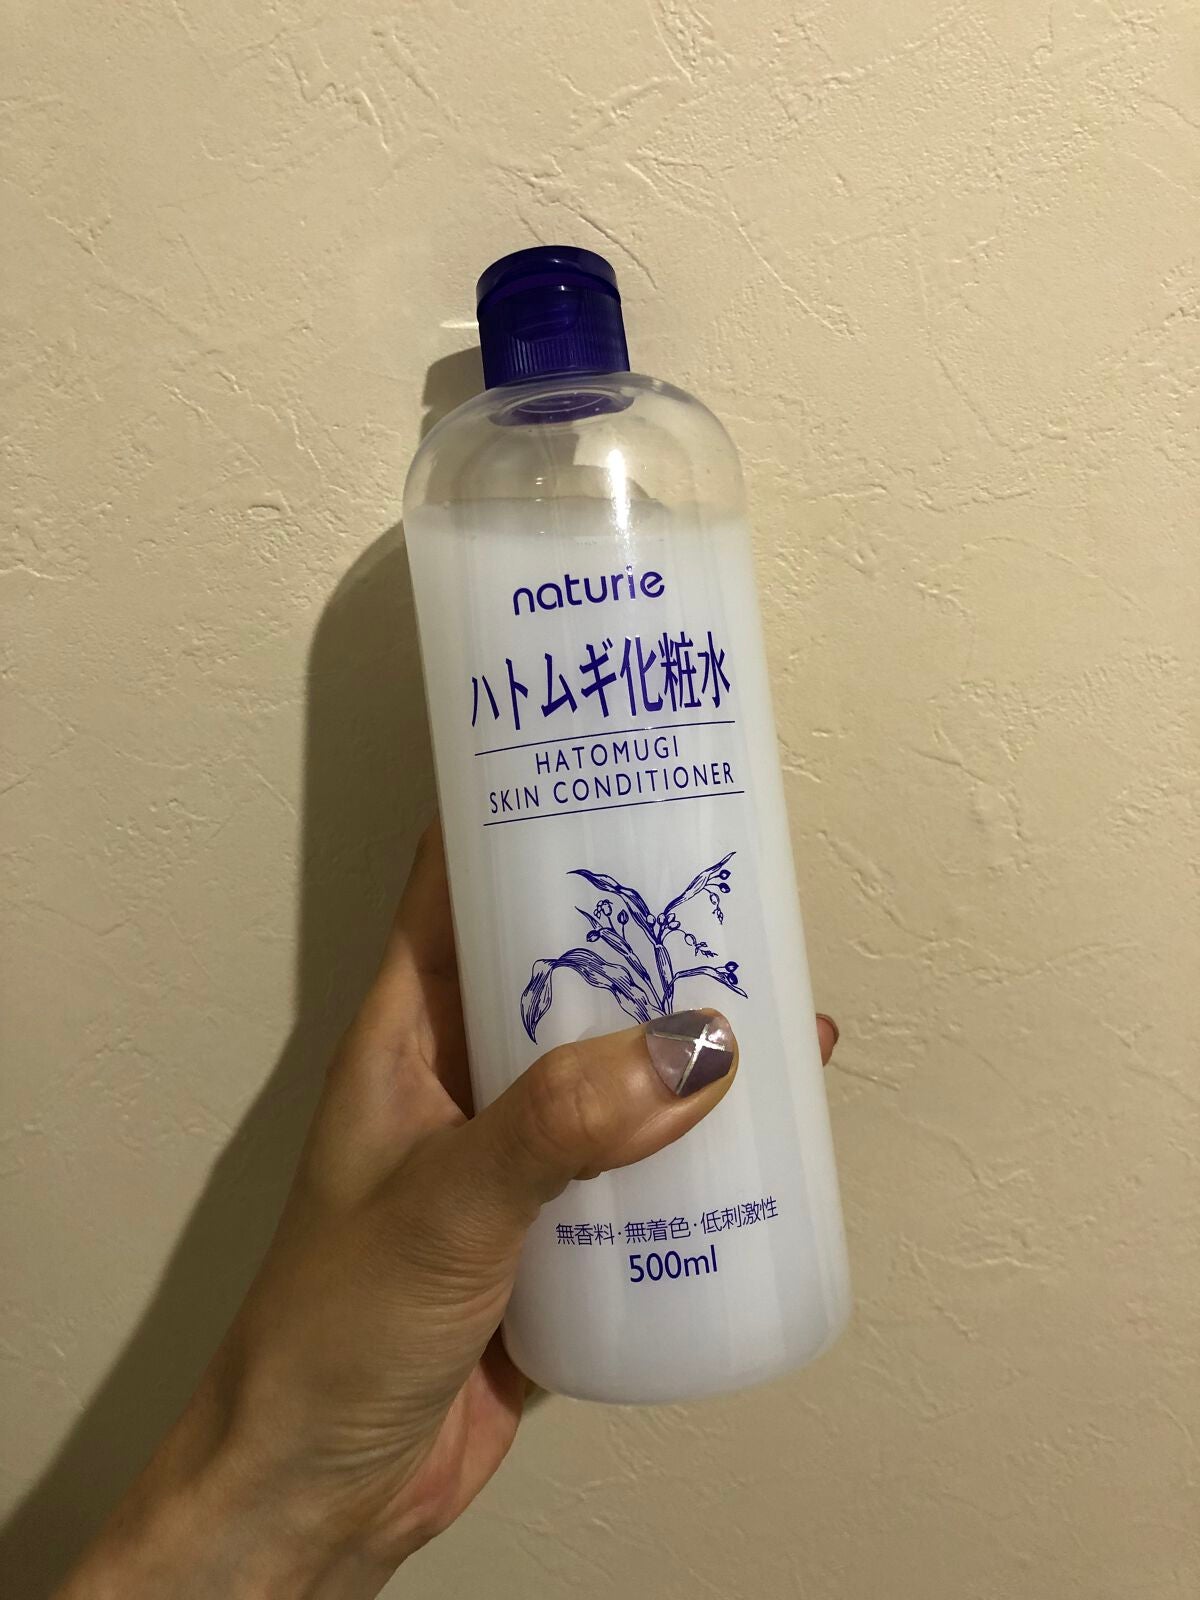 naturie
ハトムギ化粧水
HATOMUGI
SKIN CONDITIONER
無香料・無着色・低刺激性
500ml